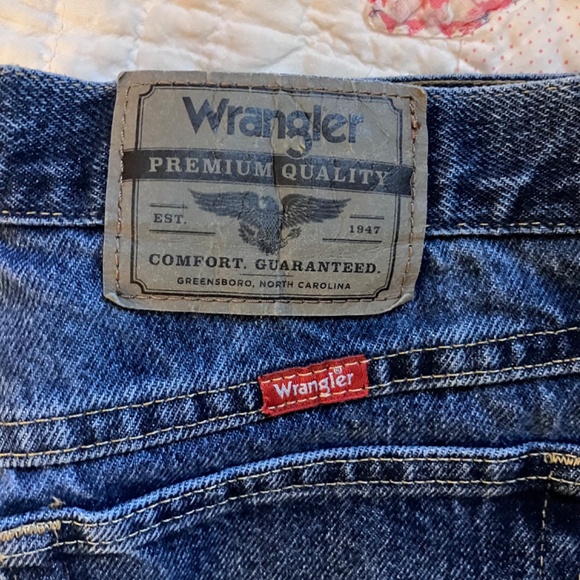 Wrangler
PREMIUM QUALITY
EST. 1947
COMFORT. GUARANTEED.
GREENSBORO, NORTH CAROLINA
Wrangler